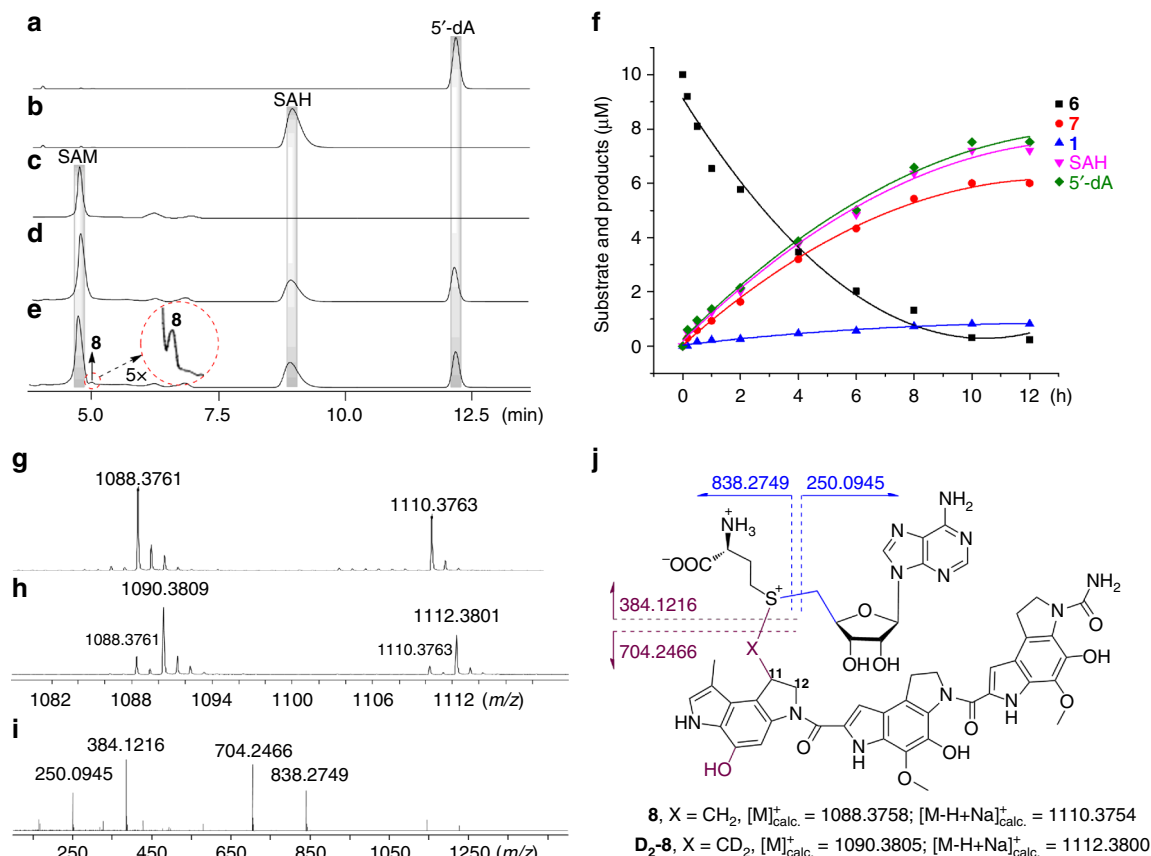 a
5′-dA
b
SAH
c
SAM
d
e
8
8
5×
5.0 7.5 10.0 12.5 (min)
f
Substrate and products (µM)
10
8
6
4
2
0
0 2 4 6 8 10 12 (h)
6
7
1
SAH
5′-dA
g
1088.3761
1110.3763
h
1090.3809
1088.3761
1112.3801
1110.3763
1082 1088 1094 1100 1106 1112 (m/z)
i
384.1216
704.2466
250.0945
838.2749
250 450 650 850 1050 1250 (m/z)
j
838.2749 250.0945
NH₂
+
NH₃
⁻OOC
N
N
N
N
S⁺
O
OH OH
384.1216
704.2466
X
11
12
HN
N
HO
O
N
H
O
OH
N
O
N
H
O
OH
N
O
NH₂
8, X = CH₂, [M]⁺calc. = 1088.3758; [M-H+Na]⁺calc. = 1110.3754
D₂-8, X = CD₂, [M]⁺calc. = 1090.3805; [M-H+Na]⁺calc. = 1112.3800